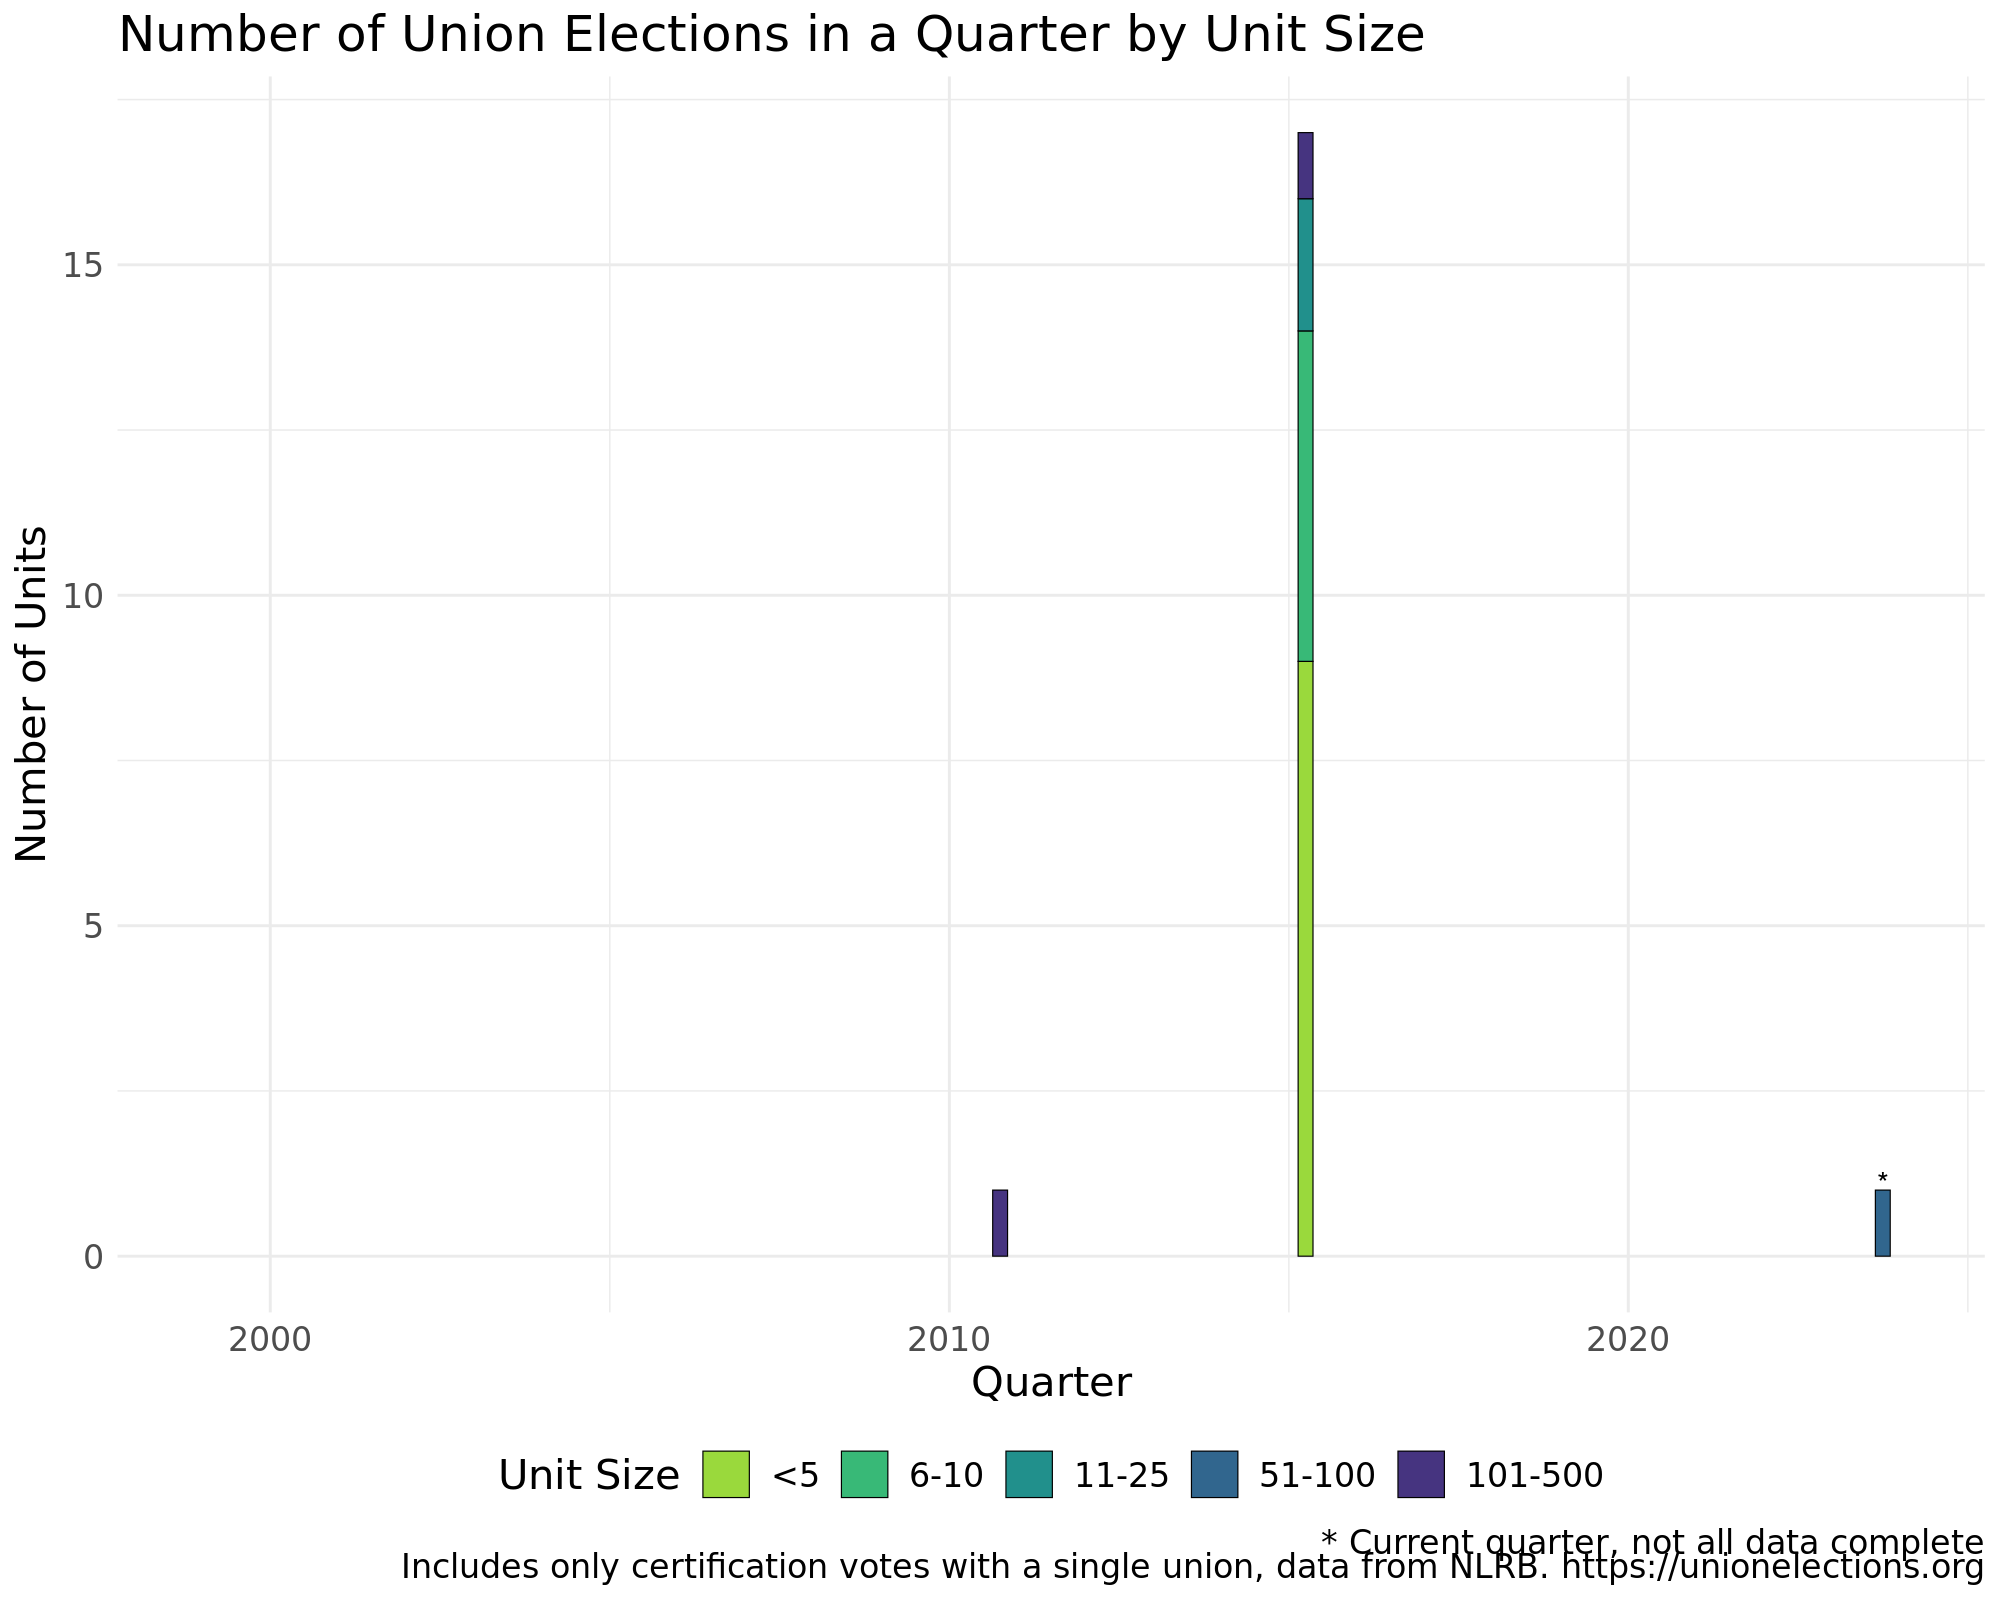 Number of Union Elections in a Quarter by Unit Size
Number of Units
15
10
5
0
*
2000 2010 2020
Quarter
Unit Size <5 6-10 11-25 51-100 101-500
* Current quarter, not all data complete
Includes only certification votes with a single union, data from NLRB. https://unionelections.org